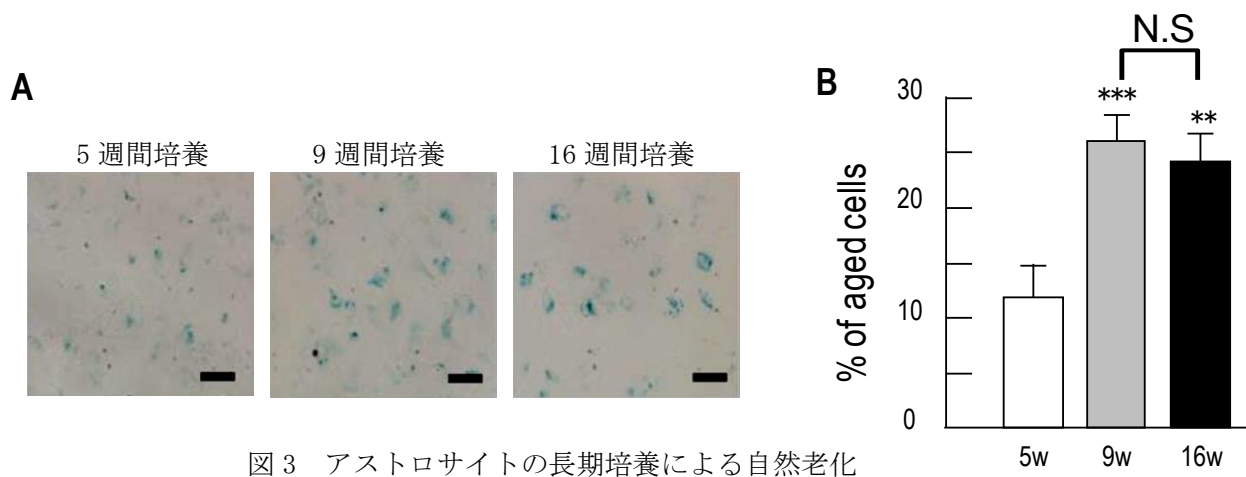 A
5 週間培養
9 週間培養
16 週間培養
B
N.S
% of aged cells
30
20
10
0
***
**
5w
9w
16w
図 3 アストロサイトの長期培養による自然老化